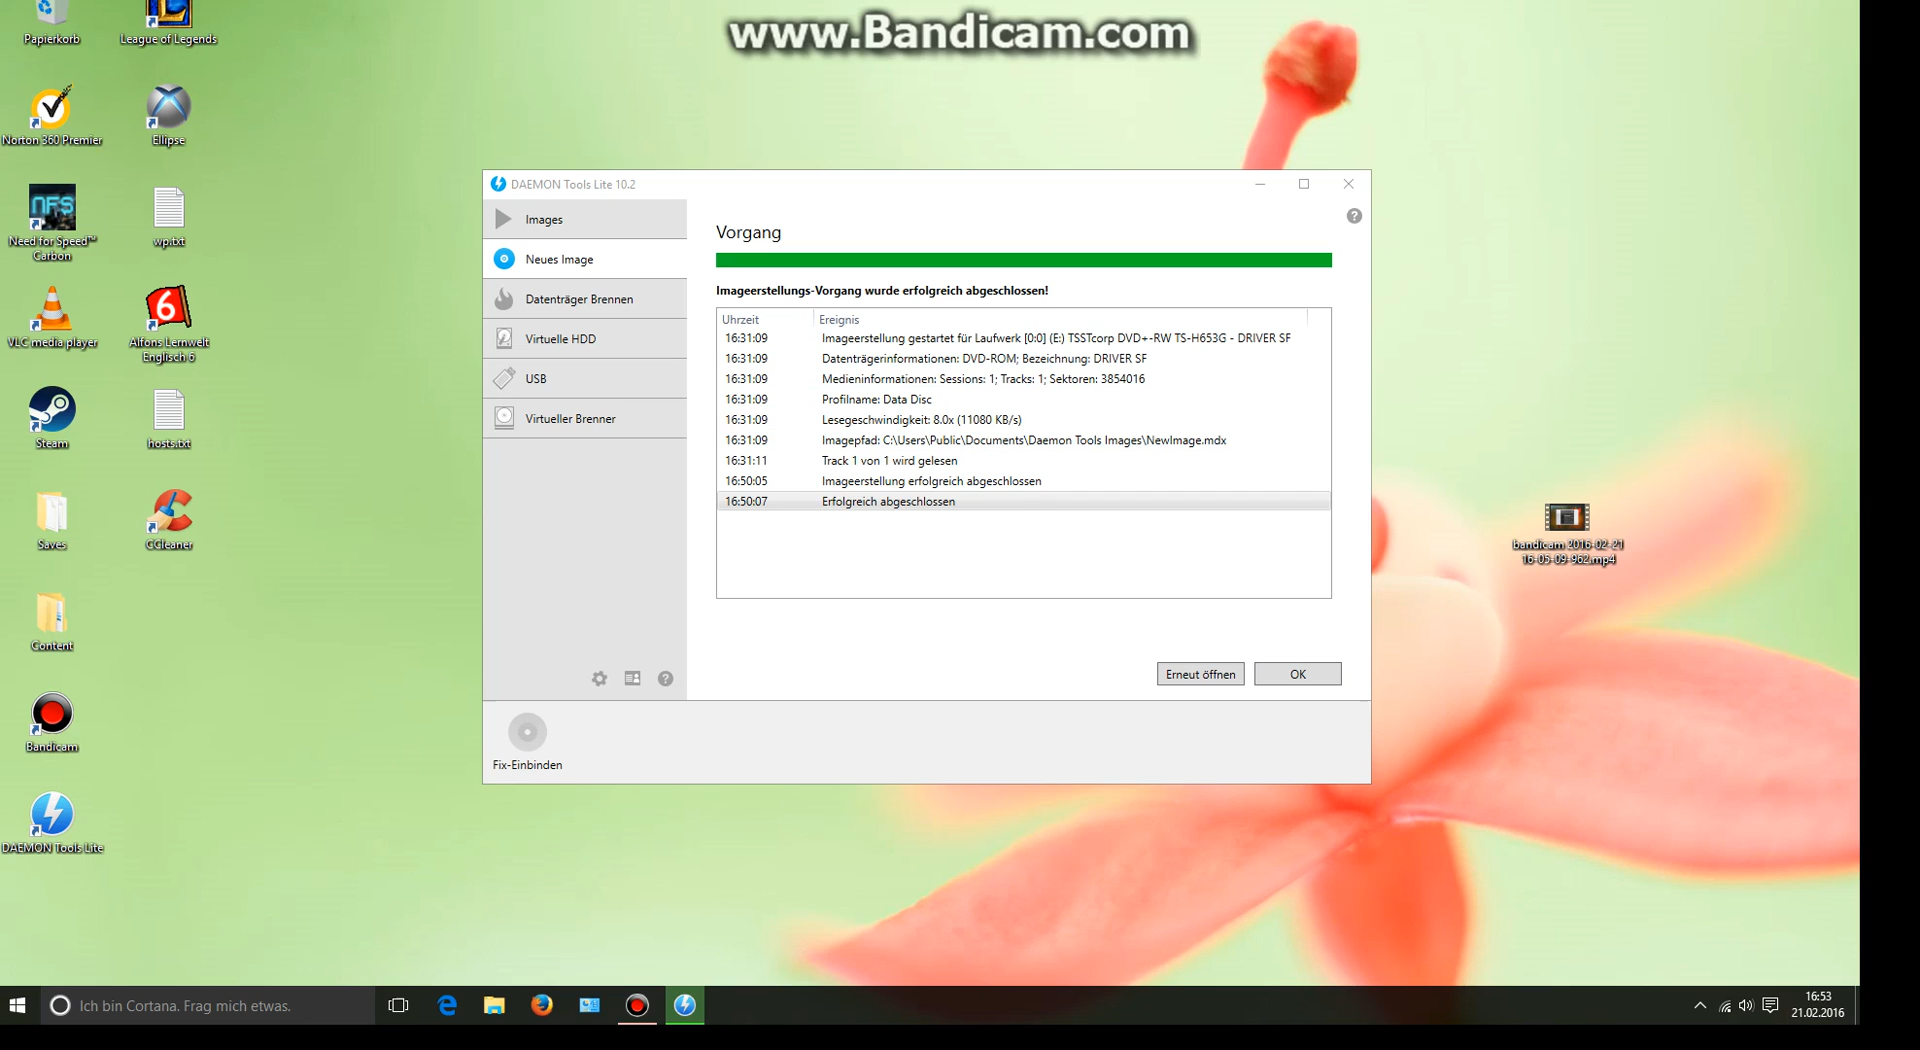 www.Bandicam.com
Papierkorb
League of Legends
Norton 360 Premier
Ellipse
NFS
Need for Speed™
Carbon
wp.txt
VLC media player
6
Alfons Lernwelt
Englisch 6
Steam
hosts.txt
Saves
CCleaner
Content
Bandicam
DAEMON Tools Lite
DAEMON Tools Lite 10.2
Images
Neues Image
Datenträger Brennen
Virtuelle HDD
USB
Virtueller Brenner
Vorgang
Imageerstellungs-Vorgang wurde erfolgreich abgeschlossen!
Uhrzeit Ereignis
16:31:09 Imageerstellung gestartet für Laufwerk [0:0] (E:) TSSTcorp DVD+-RW TS-H653G - DRIVER SF
16:31:09 Datenträgerinformationen: DVD-ROM; Bezeichnung: DRIVER SF
16:31:09 Medieninformationen: Sessions: 1; Tracks: 1; Sektoren: 3854016
16:31:09 Profilname: Data Disc
16:31:09 Lesegeschwindigkeit: 8.0x (11080 KB/s)
16:31:09 Imagepfad: C:\Users\Public\Documents\Daemon Tools Images\NewImage.mdx
16:31:11 Track 1 von 1 wird gelesen
16:50:05 Imageerstellung erfolgreich abgeschlossen
16:50:07 Erfolgreich abgeschlossen
Erneut öffnen
OK
Fix-Einbinden
bandicam 2016-02-21
16-05-09-962.mp4
Ich bin Cortana. Frag mich etwas.
16:53
21.02.2016